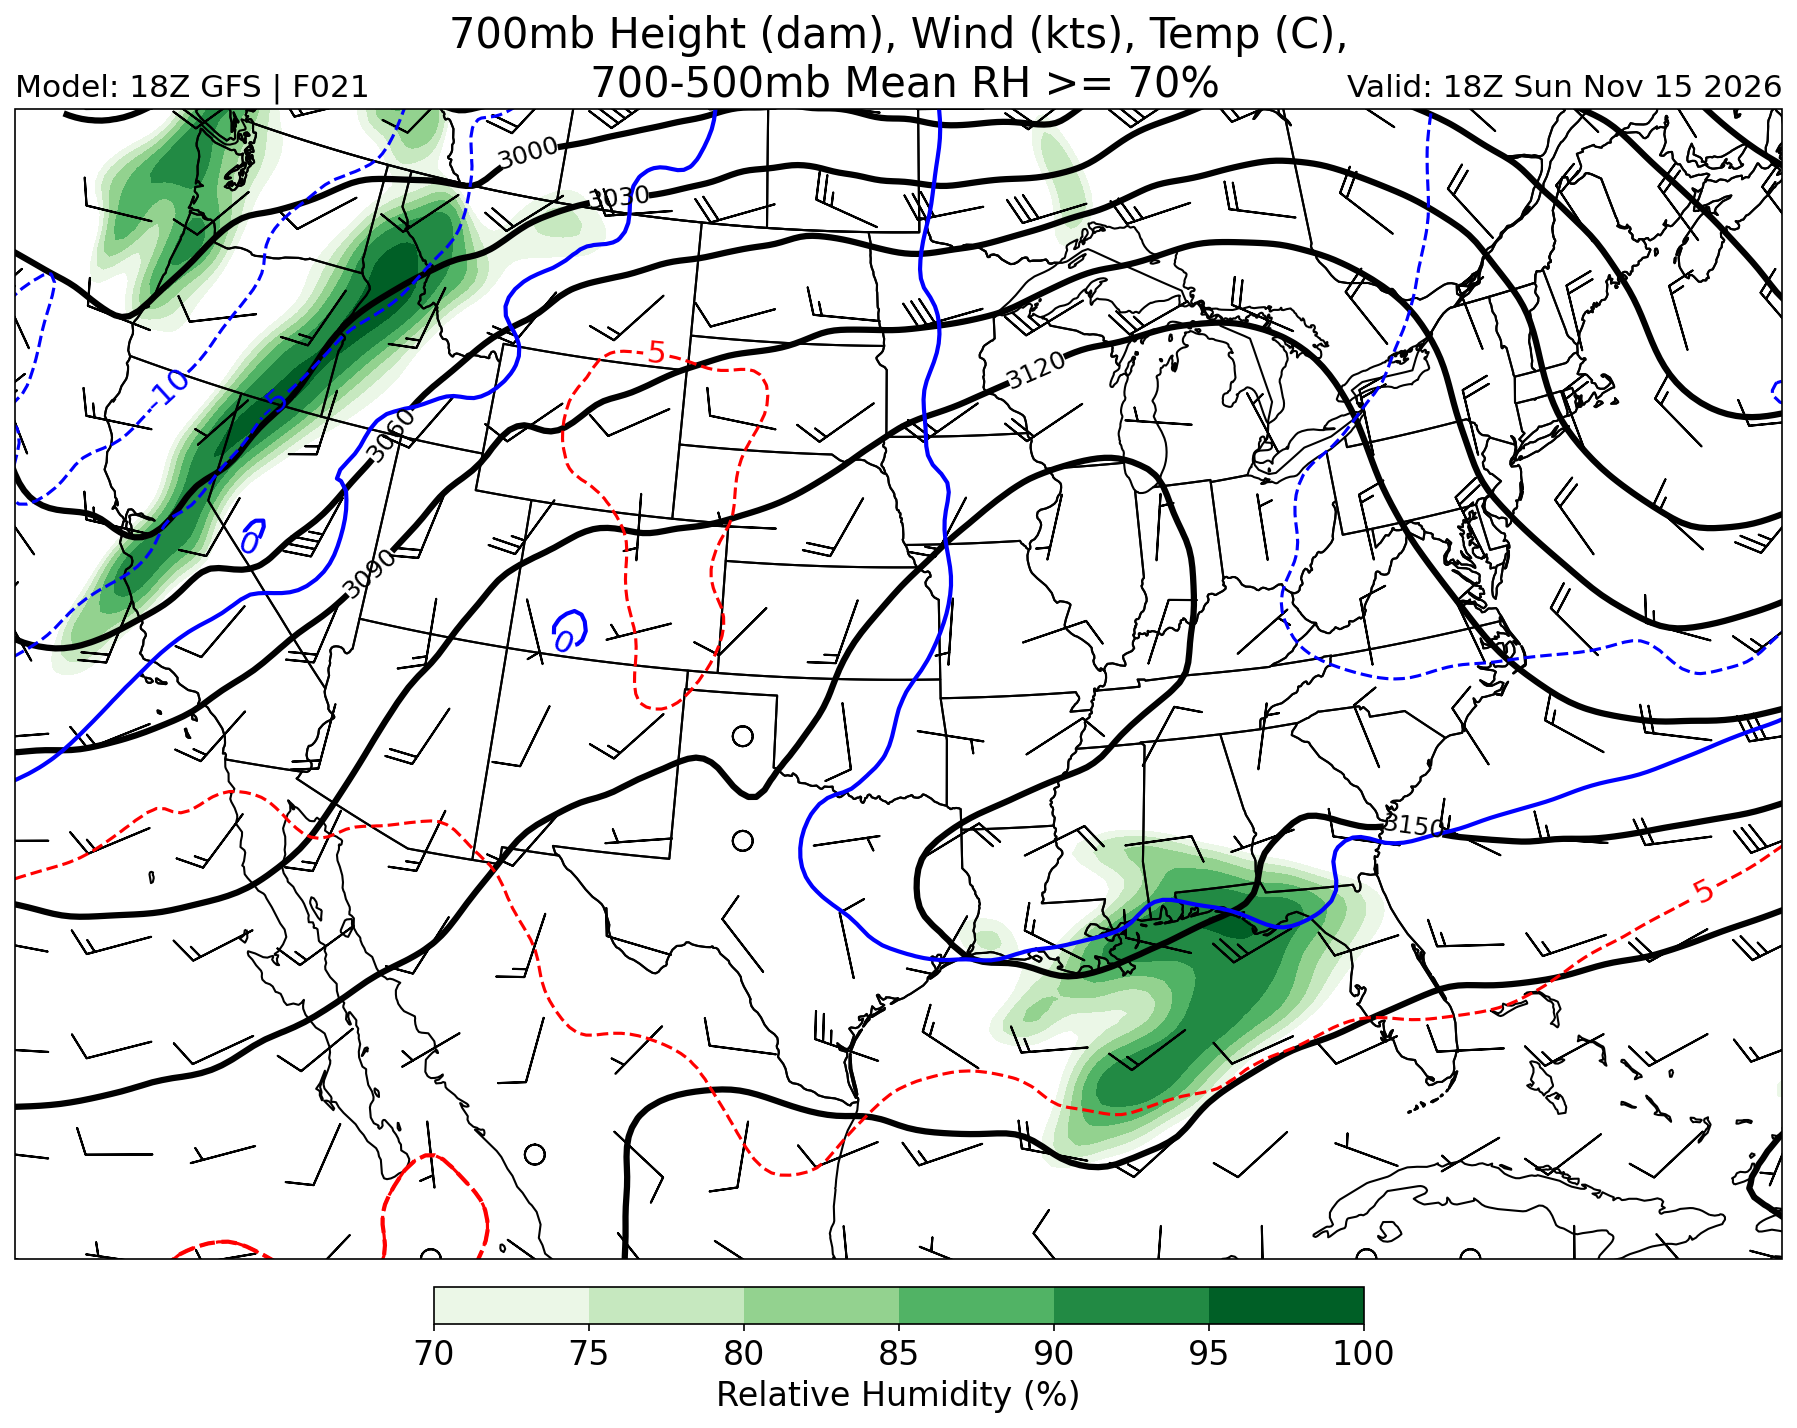 700mb Height (dam), Wind (kts), Temp (C),
Model: 18Z GFS | F021
700-500mb Mean RH >= 70%
Valid: 18Z Sun Nov 15 2026
3000
3030
5
3120
-10
-5
3060
0
3090
0
3150
5
70 75 80 85 90 95 100
Relative Humidity (%)